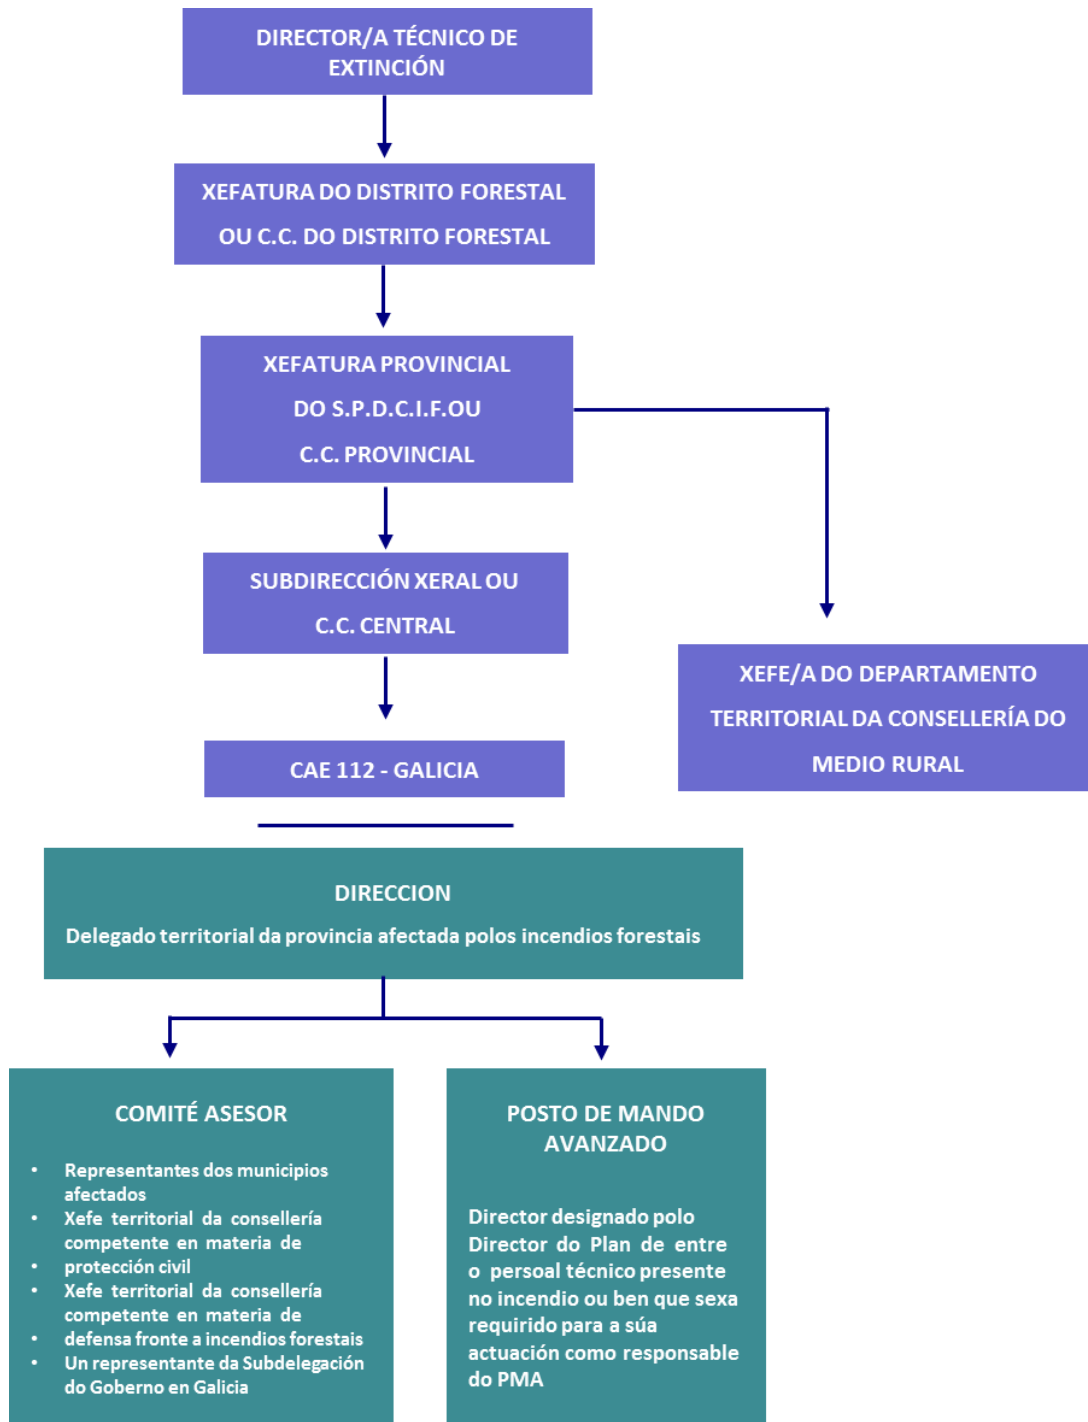 DIRECTOR/A TÉCNICO DE
EXTINCIÓN
XEFATURA DO DISTRITO FORESTAL
OU C.C. DO DISTRITO FORESTAL
XEFATURA PROVINCIAL
DO S.P.D.C.I.F.OU
C.C. PROVINCIAL
SUBDIRECCIÓN XERAL OU
C.C. CENTRAL
XEFE/A DO DEPARTAMENTO
TERRITORIAL DA CONSELLERÍA DO
MEDIO RURAL
CAE 112 - GALICIA
DIRECCION
Delegado territorial da provincia afectada polos incendios forestais
COMITÉ ASESOR
• Representantes dos municipios
afectados
• Xefe territorial da consellería
competente en materia de
• protección civil
• Xefe territorial da consellería
competente en materia de
• defensa fronte a incendios forestais
• Un representante da Subdelegación
do Goberno en Galicia
POSTO DE MANDO
AVANZADO
Director designado polo
Director do Plan de entre
o persoal técnico presente
no incendio ou ben que sexa
requirido para a súa
actuación como responsable
do PMA